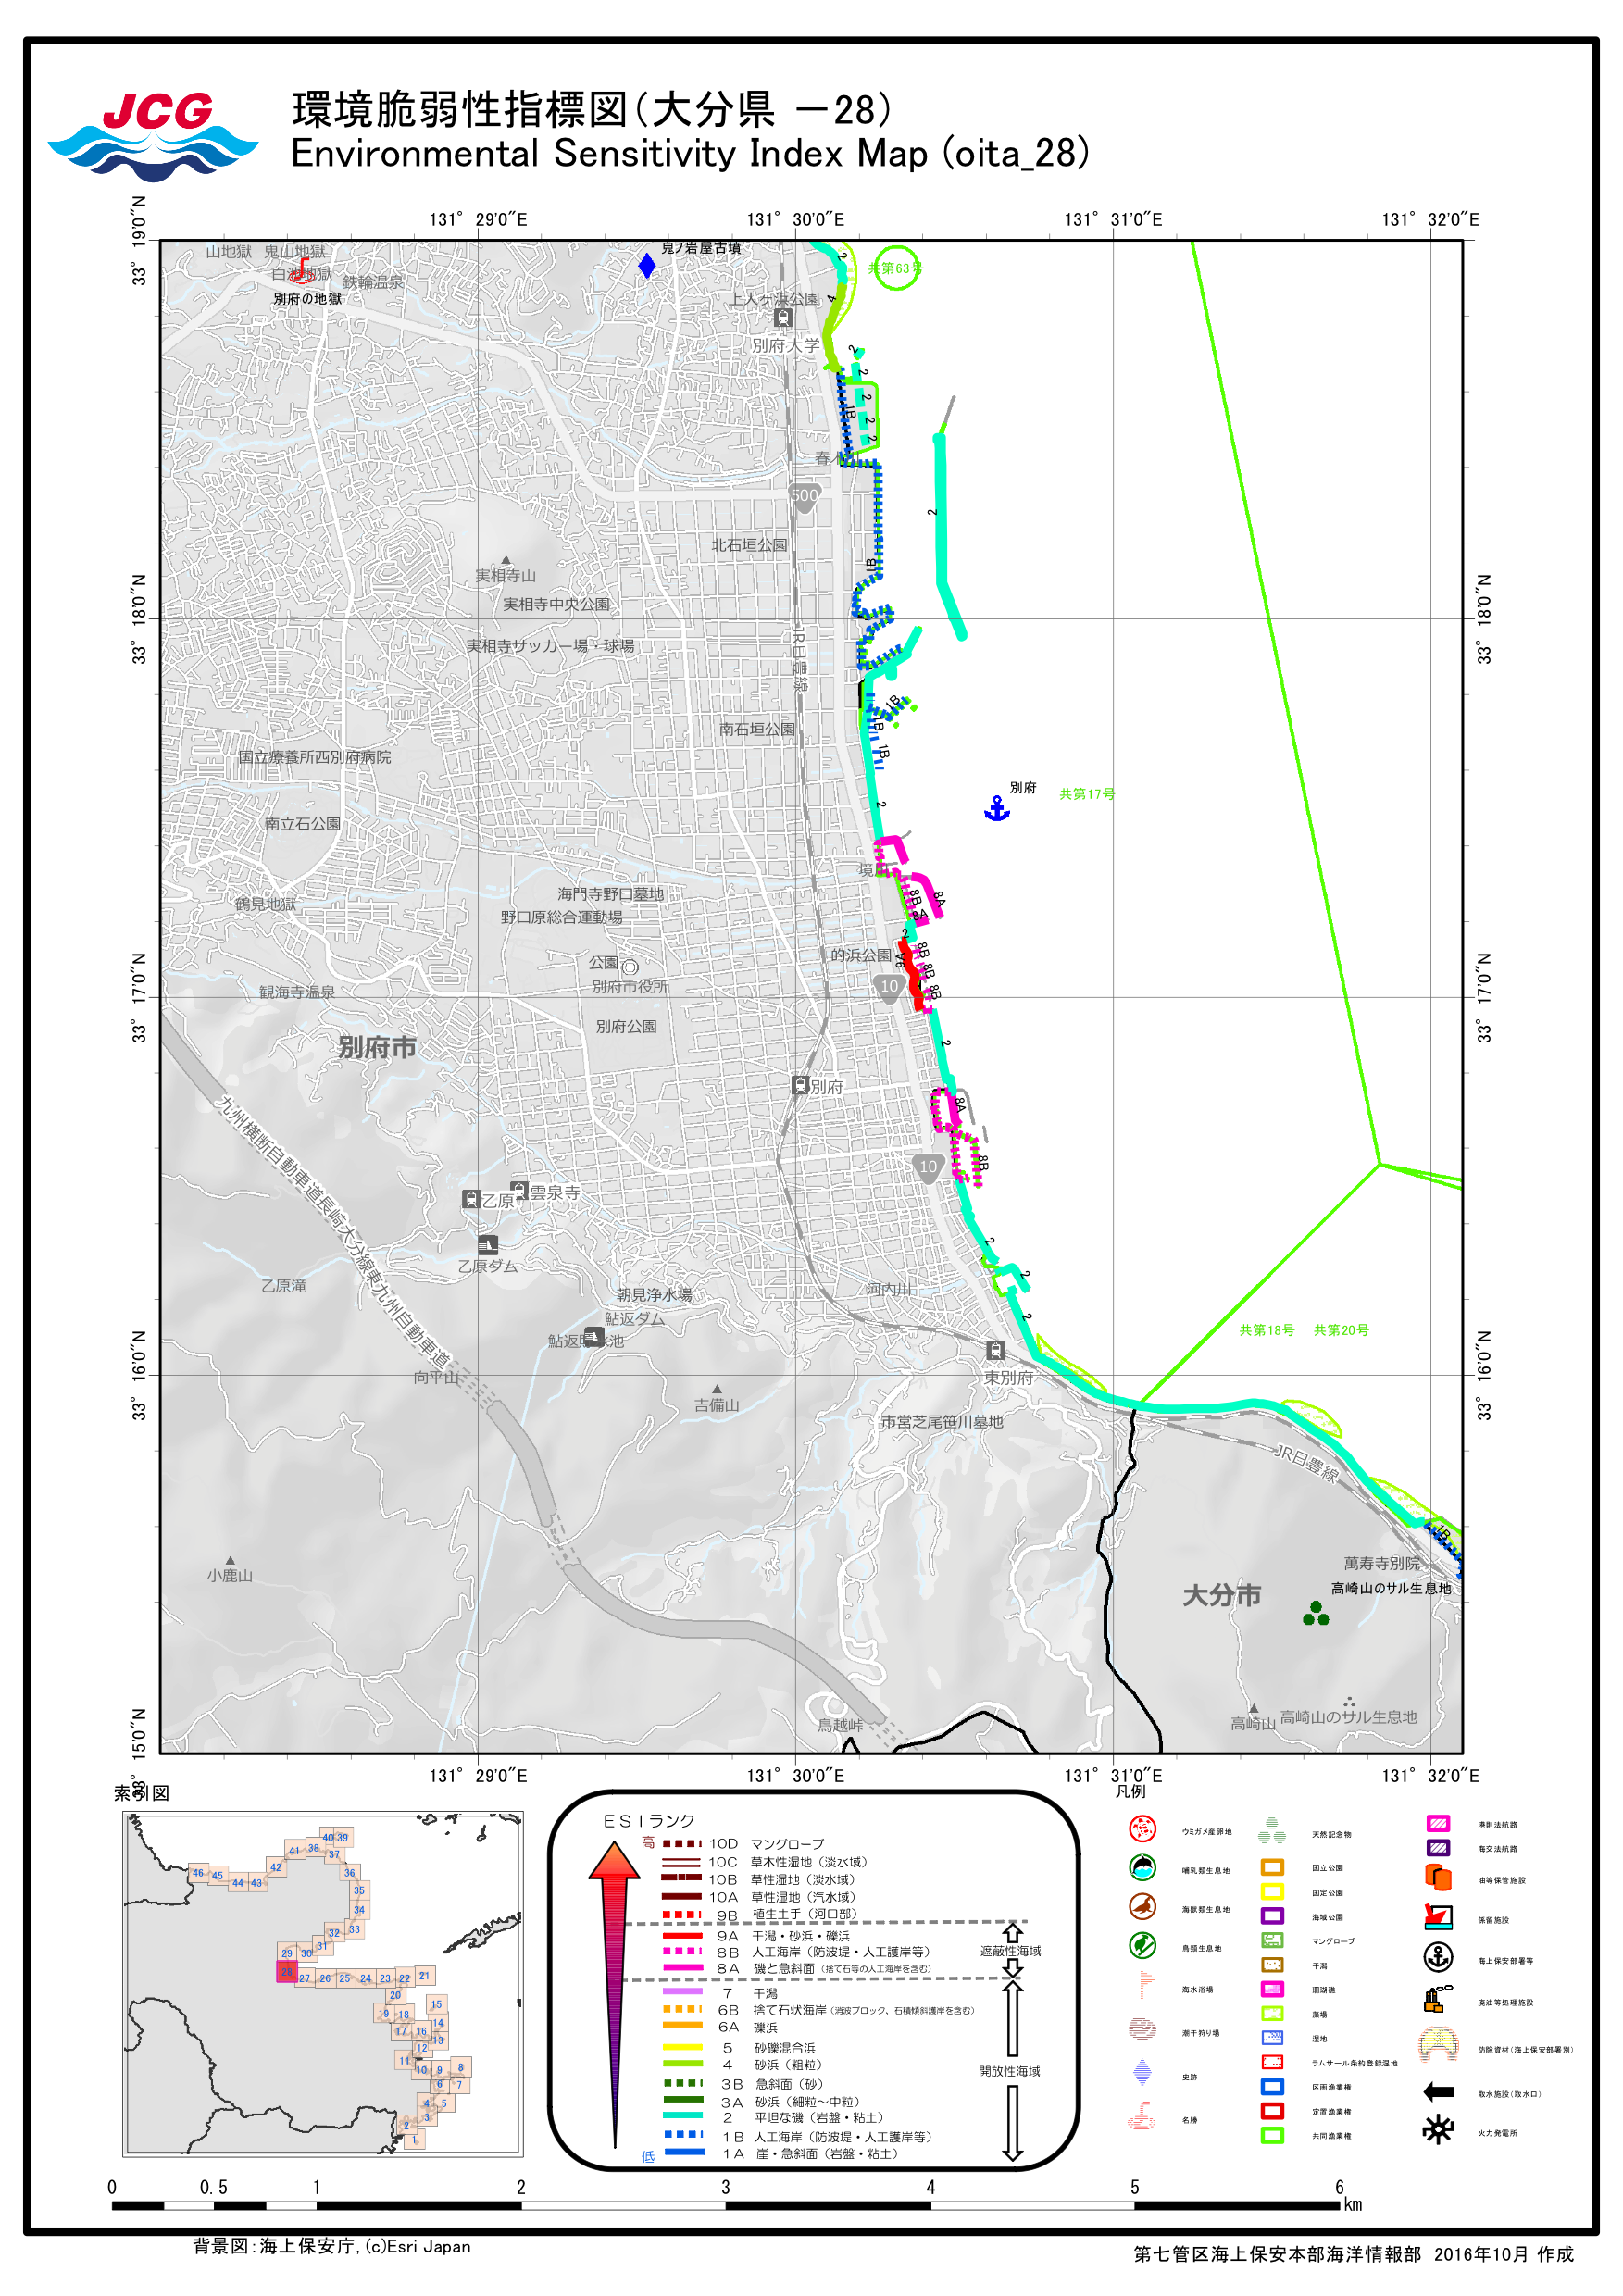 JCG
環境脆弱性指標図(大分県 －28)
Environmental Sensitivity Index Map (oita_28)
131° 29'0"E
131° 30'0"E
131° 31'0"E
131° 32'0"E
33° 19'0"N
33° 18'0"N
33° 17'0"N
33° 16'0"N
33° 15'0"N
33° 18'0"N
33° 17'0"N
33° 16'0"N
山地獄
鬼山地獄
別府の地獄
鉄輪温泉
鬼ノ岩屋古墳
上人ヶ浜公園
別府大学
共第63号
2
4
2
2
2
2
2
1B
500
北石垣公園
1B
2
実相寺山
実相寺中央公園
実相寺サッカー場・球場
JR日豊線
南石垣公園
1B
1B
1B
国立療養所西別府病院
別府
共第17号
南立石公園
2
鶴見地獄
海門寺野口墓地
野口原総合運動場
8B
8A
8A
2
的浜公園
9A
8B
8B
8B
公園
別府市役所
10
観海寺温泉
別府公園
別府市
2
別府
8A
九州横断自動車道長崎大分線東九州自動車道
10
8B
乙原
雲泉寺
乙原ダム
2
乙原滝
朝見浄水場
河内川
2
鮎返ダム
2
共第18号
共第20号
向平山
吉備山
東別府
市営芝尾笹川墓地
JR日豊線
1B
小鹿山
萬寿寺別院
高崎山のサル生息地
大分市
高崎山
高崎山のサル生息地
鳥越峠
131° 29'0"E
131° 30'0"E
131° 31'0"E
131° 32'0"E
索引図
40 39
41 38
37
46 45
42
36
44 43
35
34
32 33
29 30 31
28 27 26 25 24 23 22 21
20
19 18
15
17 16 14
13
12
11
10 9 8
6 7
4 5
3
2
1
ESIランク
高
10D マングローブ
10C 草木性湿地(淡水域)
10B 草性湿地(淡水域)
10A 草性湿地(汽水域)
9B 植生土手(河口部)
9A 干潟・砂浜・礫浜
8B 人工海岸(防波堤・人工護岸等)
8A 磯と急斜面(捨て石等の人工海岸を含む)
遮蔽性海域
7 干潟
6B 捨て石状海岸(消波ブロック、石積傾斜護岸を含む)
6A 礫浜
5 砂礫混合浜
4 砂浜(粗粒)
3B 急斜面(砂)
3A 砂浜(細粒～中粒)
2 平坦な磯(岩盤・粘土)
1B 人工海岸(防波堤・人工護岸等)
1A 崖・急斜面(岩盤・粘土)
開放性海域
低
凡例
ウミガメ産卵地
哺乳類生息地
海獣類生息地
鳥類生息地
海水浴場
潮干狩り場
史跡
名勝
天然記念物
国立公園
国定公園
海域公園
マングローブ
干潟
珊瑚礁
藻場
湿地
ラムサール条約登録湿地
区画漁業権
定置漁業権
共同漁業権
港則法航路
海交法航路
油等保管施設
保留施設
海上保安部署等
廃油等処理施設
防除資材(海上保安部署別)
取水施設(取水口)
火力発電所
0 0.5 1 2 3 4 5 6
km
背景図:海上保安庁, (c)Esri Japan
第七管区海上保安本部海洋情報部 2016年10月 作成